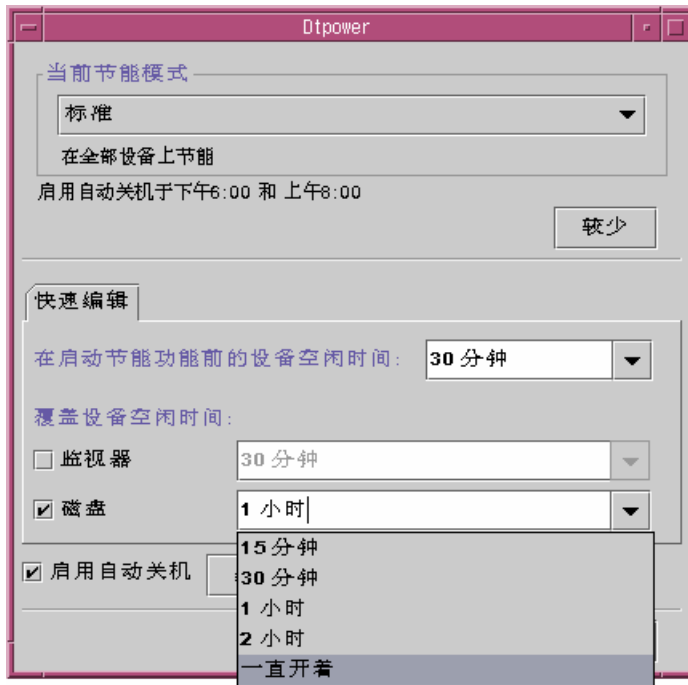 Dtpower
当前节能模式
标准
在全部设备上节能
启用自动关机于下午6:00 和 上午8:00
较少
快速编辑
在启动节能功能前的设备空闲时间: 30 分钟
覆盖设备空闲时间:
监视器 30 分钟
磁盘 1 小时
15 分钟
启用自动关机
30 分钟
1 小时
2 小时
一直开着